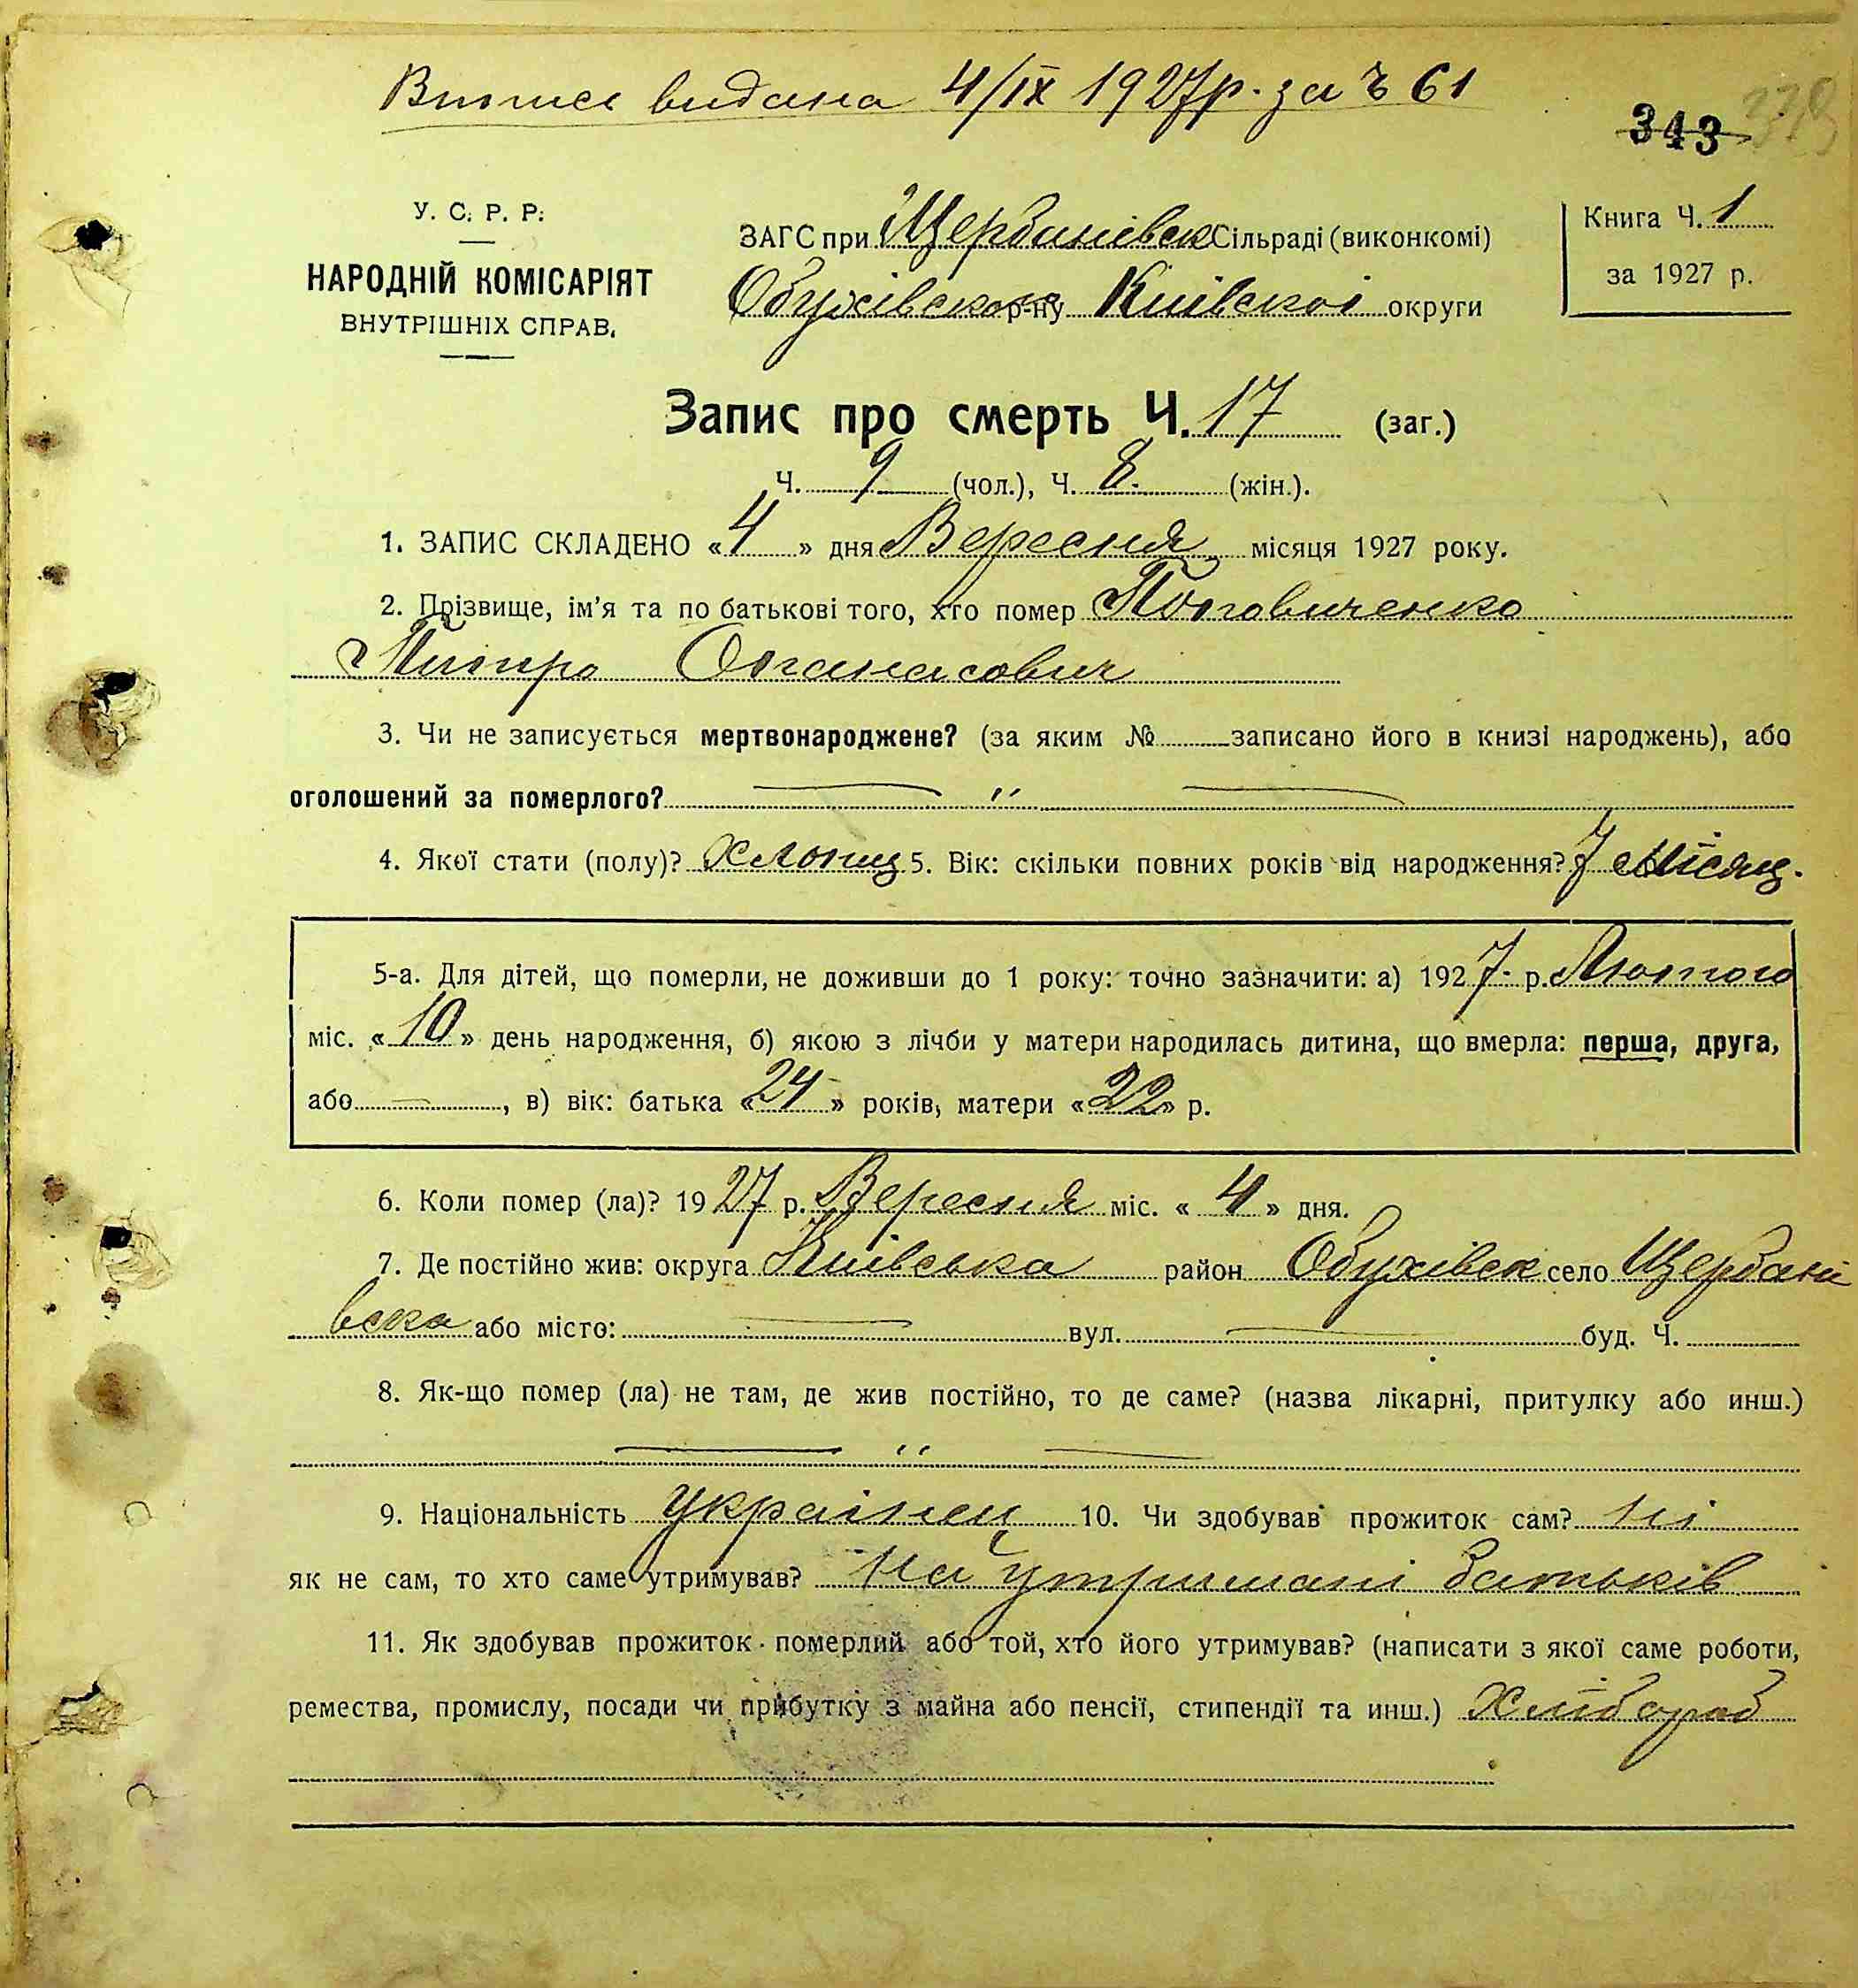 Випись видана 4/IX 1927р. за ч 61
343
У. С. Р. Р.
НАРОДНІЙ КОМІСАРІЯТ
ВНУТРІШНІХ СПРАВ.
ЗАГС при Щербанівск Сільраді (виконкомі)
Обухівског р-ну Київскоі округи
Книга Ч. 1
за 1927 р.
Запис про смерть Ч. 17 (заг.)
Ч. 9 (чол.), Ч. 8. (жін.).
1. ЗАПИС СКЛАДЕНО «4» дня Вересня місяця 1927 року.
2. Прізвище, ім'я та по батькові того, хто помер
Опанасович
3. Чи не записується мертвонароджене? (за яким № записано його в книзі народжень), або
оголошений за померлого? — " —
4. Якої стати (полу)? Хлопец 5. Вік: скільки повних років від народження? 7 Місяц.
5-а. Для дітей, що померли, не доживши до 1 року: точно зазначити: а) 1927 р. Лютого
міс. «10» день народження, б) якою з лічби у матери народилась дитина, що вмерла: перша, друга,
або —, в) вік: батька «24» років, матери «22» р.
6. Коли помер (ла)? 1927 р. Вересня міс. «4» дня.
7. Де постійно жив: округа Київська район Обухівск село Щербані
вска або місто: — вул. — буд. Ч.
8. Як-що помер (ла) не там, де жив постійно, то де саме? (назва лікарні, притулку або инш.)
— " —
9. Національність Украінец 10. Чи здобував прожиток сам? ні
як не сам, то хто саме утримував? На утримані батьків
11. Як здобував прожиток померлий або той, хто його утримував? (написати з якої саме роботи,
ремества, промислу, посади чи прибутку з майна або пенсії, стипендії та инш.) Хлібороб